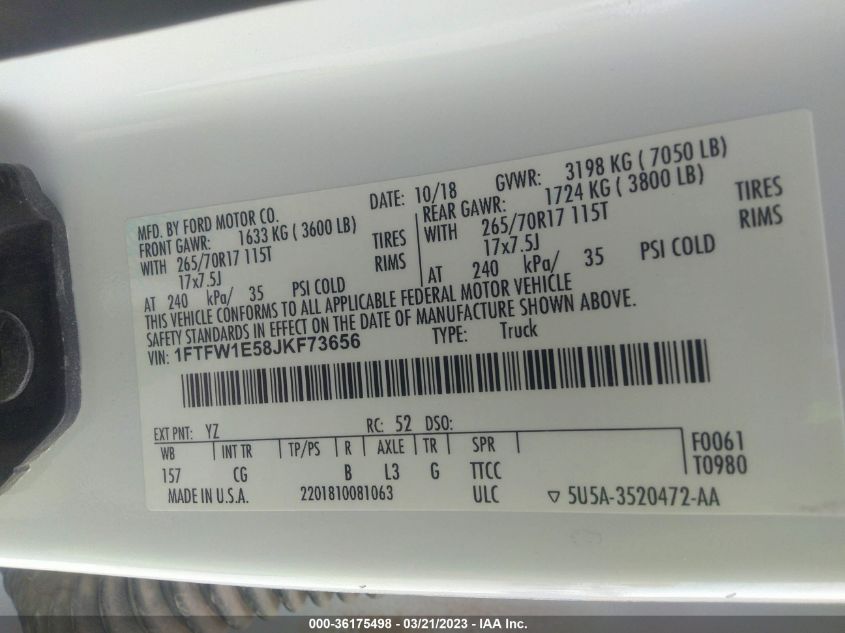 MFD. BY FORD MOTOR CO. DATE: 10/18 GVWR: 3198 KG ( 7050 LB)
FRONT GAWR: 1633 KG ( 3600 LB) REAR GAWR: 1724 KG ( 3800 LB)
WITH 265/70R17 115T TIRES WITH 265/70R17 115T TIRES
17x7.5J RIMS 17x7.5J RIMS
AT 240 kPa/ 35 PSI COLD AT 240 kPa/ 35 PSI COLD
THIS VEHICLE CONFORMS TO ALL APPLICABLE FEDERAL MOTOR VEHICLE
SAFETY STANDARDS IN EFFECT ON THE DATE OF MANUFACTURE SHOWN ABOVE.
VIN: 1FTFW1E58JKF73656 TYPE: Truck
EXT PNT: YZ RC: 52 DSO:
WB INT TR TP/PS R AXLE TR SPR F0061
157 CG B L3 G TTCC T0980
MADE IN U.S.A. 2201810081063 ULC ▽ 5U5A-3520472-AA
000-36175498 - 03/21/2023 - IAA Inc.